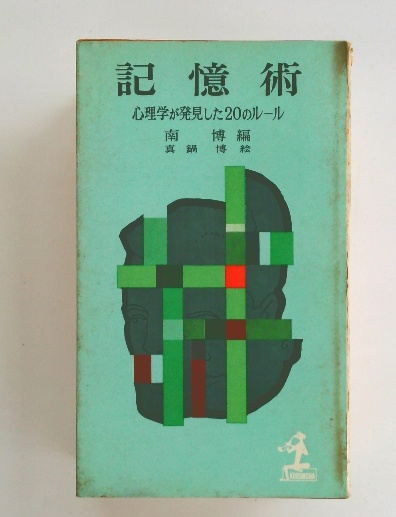 記憶術
心理学が発見した20のルール
南 博編
真鍋 博絵